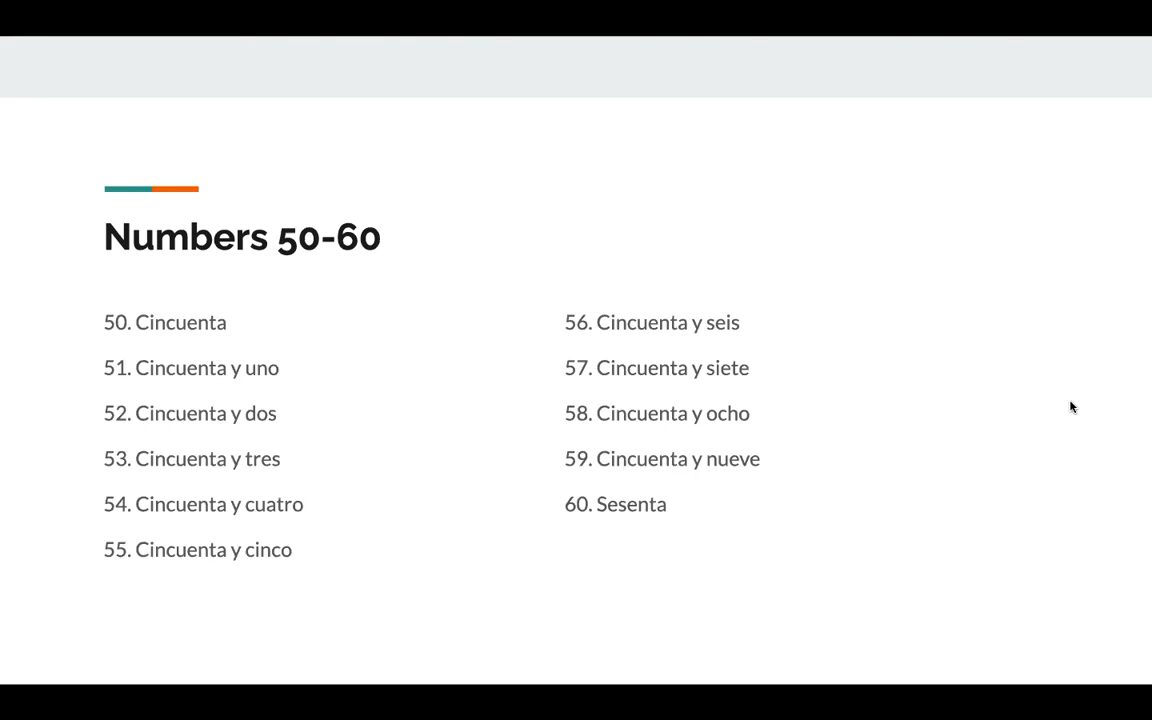 Numbers 50-60
50. Cincuenta
51. Cincuenta y uno
52. Cincuenta y dos
53. Cincuenta y tres
54. Cincuenta y cuatro
55. Cincuenta y cinco
56. Cincuenta y seis
57. Cincuenta y siete
58. Cincuenta y ocho
59. Cincuenta y nueve
60. Sesenta